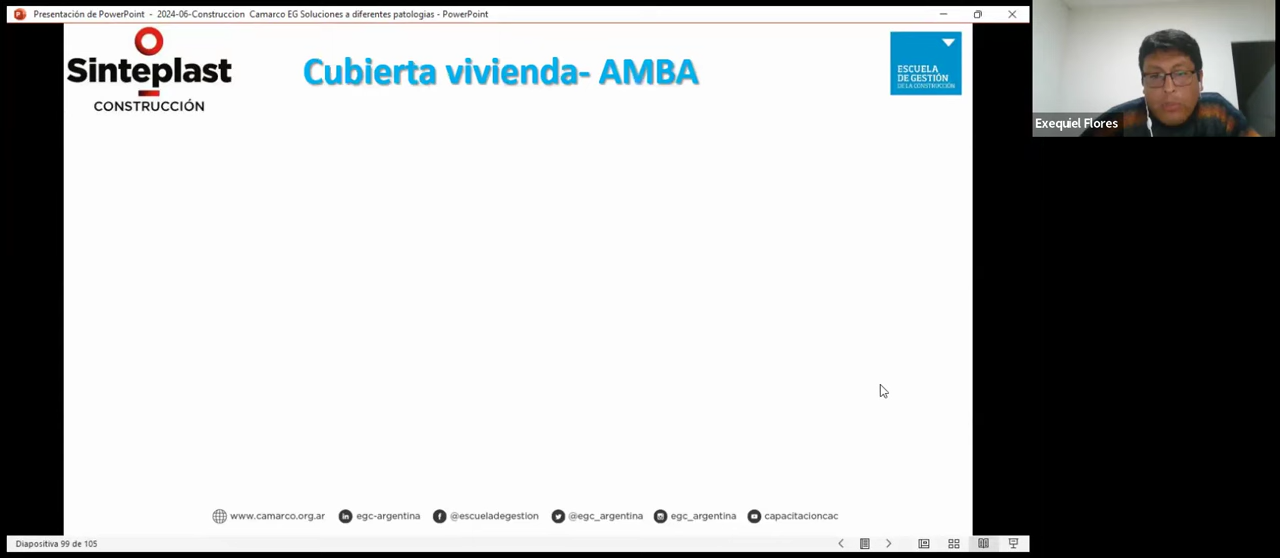 Presentación de PowerPoint - 2024-06-Construccion Camarco EG Soluciones a diferentes patologias - PowerPoint
Sinteplast
CONSTRUCCIÓN
Cubierta vivienda- AMBA
ESCUELA
DE GESTIÓN
DE LA CONSTRUCCIÓN
Exequiel Flores
www.camarco.org.ar egc-argentina @escueladegestion @egc_argentina egc_argentina capacitacioncac
Diapositiva 99 de 105